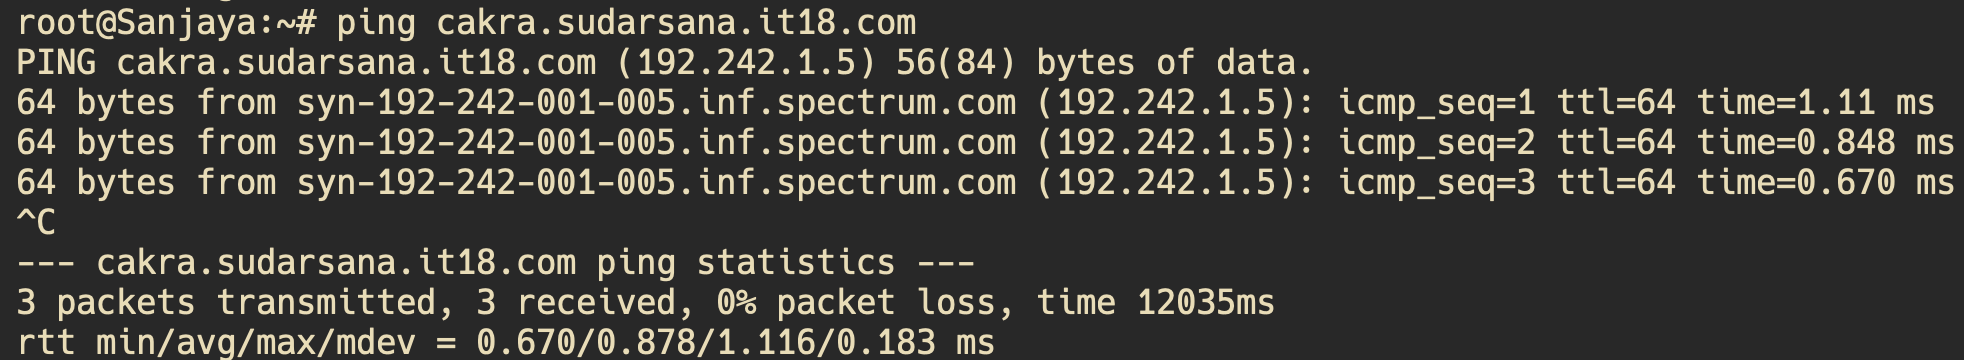 root@Sanjaya:~# ping cakra.sudarsana.it18.com
PING cakra.sudarsana.it18.com (192.242.1.5) 56(84) bytes of data.
64 bytes from syn-192-242-001-005.inf.spectrum.com (192.242.1.5): icmp_seq=1 ttl=64 time=1.11 ms
64 bytes from syn-192-242-001-005.inf.spectrum.com (192.242.1.5): icmp_seq=2 ttl=64 time=0.848 ms
64 bytes from syn-192-242-001-005.inf.spectrum.com (192.242.1.5): icmp_seq=3 ttl=64 time=0.670 ms
^C
--- cakra.sudarsana.it18.com ping statistics ---
3 packets transmitted, 3 received, 0% packet loss, time 12035ms
rtt min/avg/max/mdev = 0.670/0.878/1.116/0.183 ms